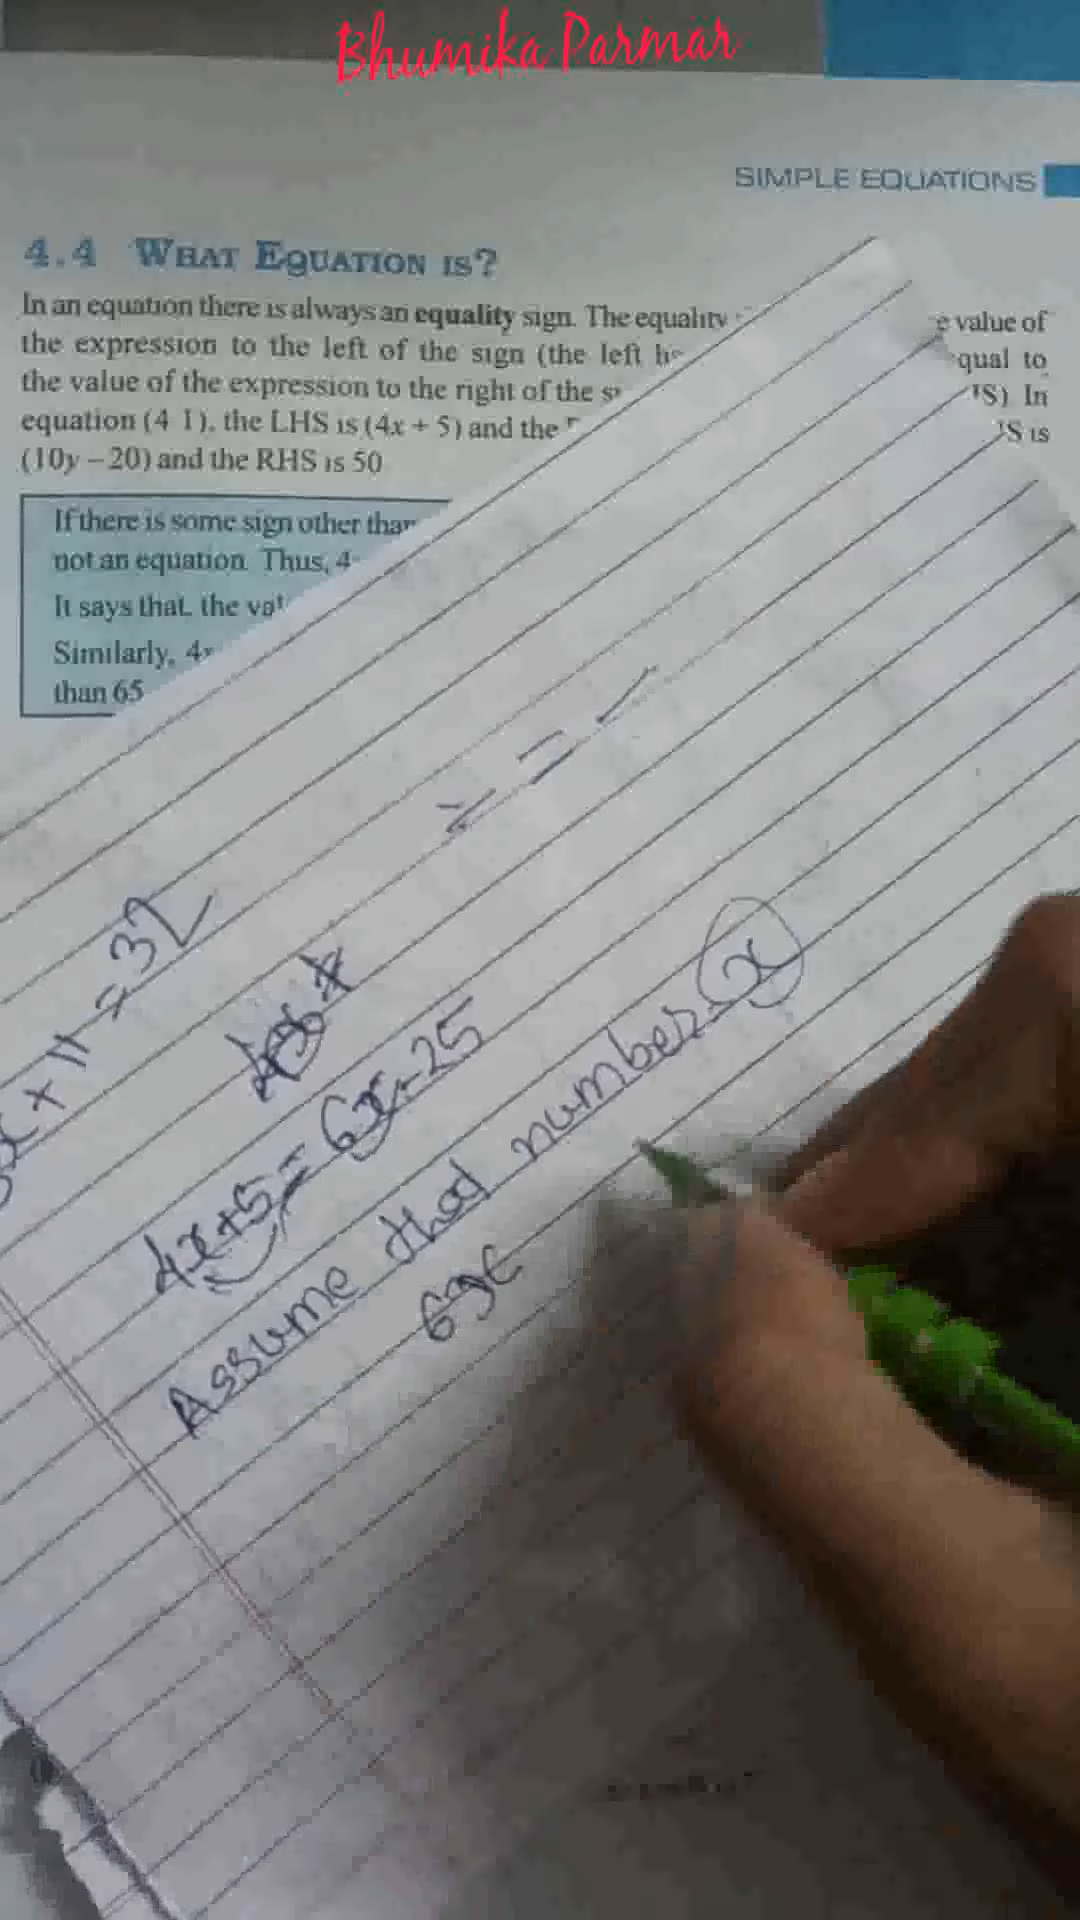 Bhumika Parmar
SIMPLE EQUATIONS
4.4 WHAT EQUATION IS?
In an equation there is always an equality sign. The equality e value of
the expression to the left of the sign (the left qual to
the value of the expression to the right of the In
equation (4 1), the LHS is (4x + 5) and the is
(10y – 20) and the RHS is 50
If there is some sign other than
not an equation. Thus, 4
It says that, the
Similarly, 4x
than 65
> = <
x + 11 = 32
4x+5 = 6x-25
Assume that number x
6x